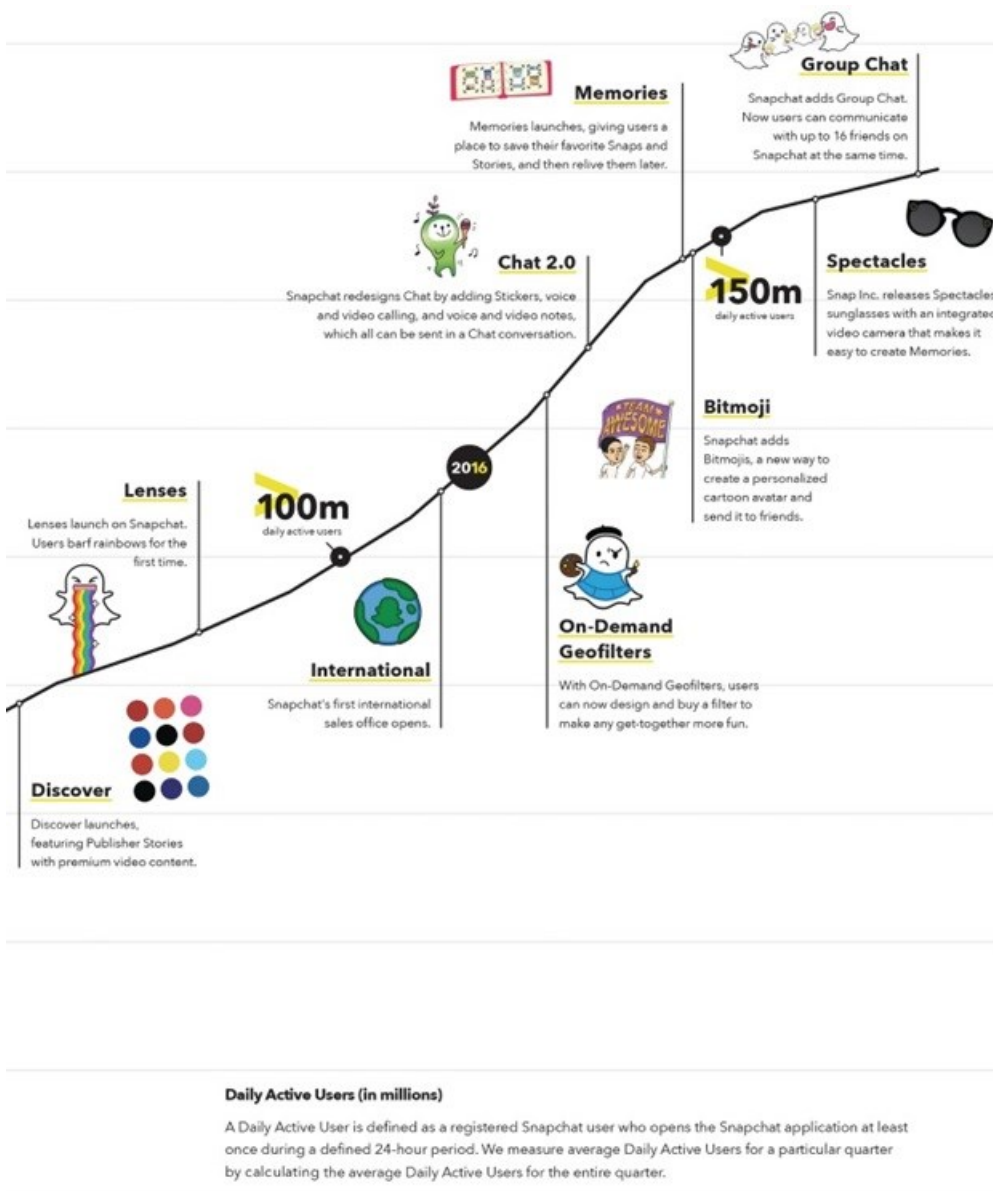 Group Chat
Snapchat adds Group Chat.
Now users can communicate
with up to 16 friends on
Snapchat at the same time.
Memories
Memories launches, giving users a
place to save their favorite Snaps and
Stories, and then relive them later.
Chat 2.0
Snapchat redesigns Chat by adding Stickers, voice
and video calling, and voice and video notes,
which all can be sent in a Chat conversation.
150m
daily active users
Spectacles
Snap Inc. releases Spectacles
sunglasses with an integrated
video camera that makes it
easy to create Memories.
TEAM
AWESOME
Bitmoji
Snapchat adds
Bitmojis, a new way to
create a personalized
cartoon avatar and
send it to friends.
2016
Lenses
Lenses launch on Snapchat.
Users barf rainbows for the
first time.
100m
daily active users
International
Snapchat's first international
sales office opens.
On-Demand
Geofilters
With On-Demand Geofilters, users
can now design and buy a filter to
make any get-together more fun.
Discover
Discover launches,
featuring Publisher Stories
with premium video content.
Daily Active Users (in millions)
A Daily Active User is defined as a registered Snapchat user who opens the Snapchat application at least
once during a defined 24-hour period. We measure average Daily Active Users for a particular quarter
by calculating the average Daily Active Users for the entire quarter.